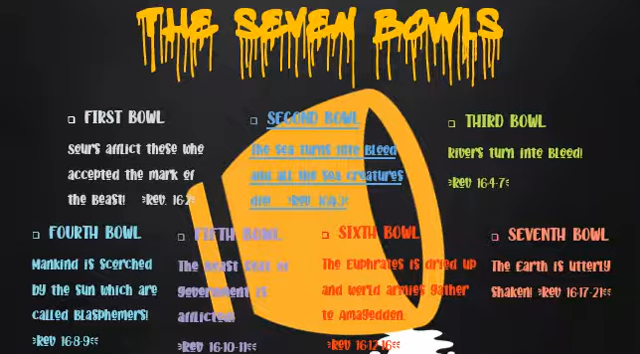 THE SEVEN BOWLS
FIRST BOWL
Sours afflict those who
accepted the mark of
the Beast! (Rev. 16:2
SECOND BOWL
The Sea turns into Bleed
and all the Sea creatures
die (Rev.
THIRD BOWL
Rivers turn into Bleed!
(Rev 16:4-7)
FOURTH BOWL
Mankind is scorched
by the sun which are
called Blasphemers!
(Rev 16:8-9)
FIFTH BOWL
The Beast Seat of
Government is
afflicted!
(Rev 16:10-11)
SIXTH BOWL
The Euphrates is dried up
and world armies gather
to Amageddon
(Rev 16:12-16)
SEVENTH BOWL
The Earth is utterly
Shaken! (Rev 16:17-21)